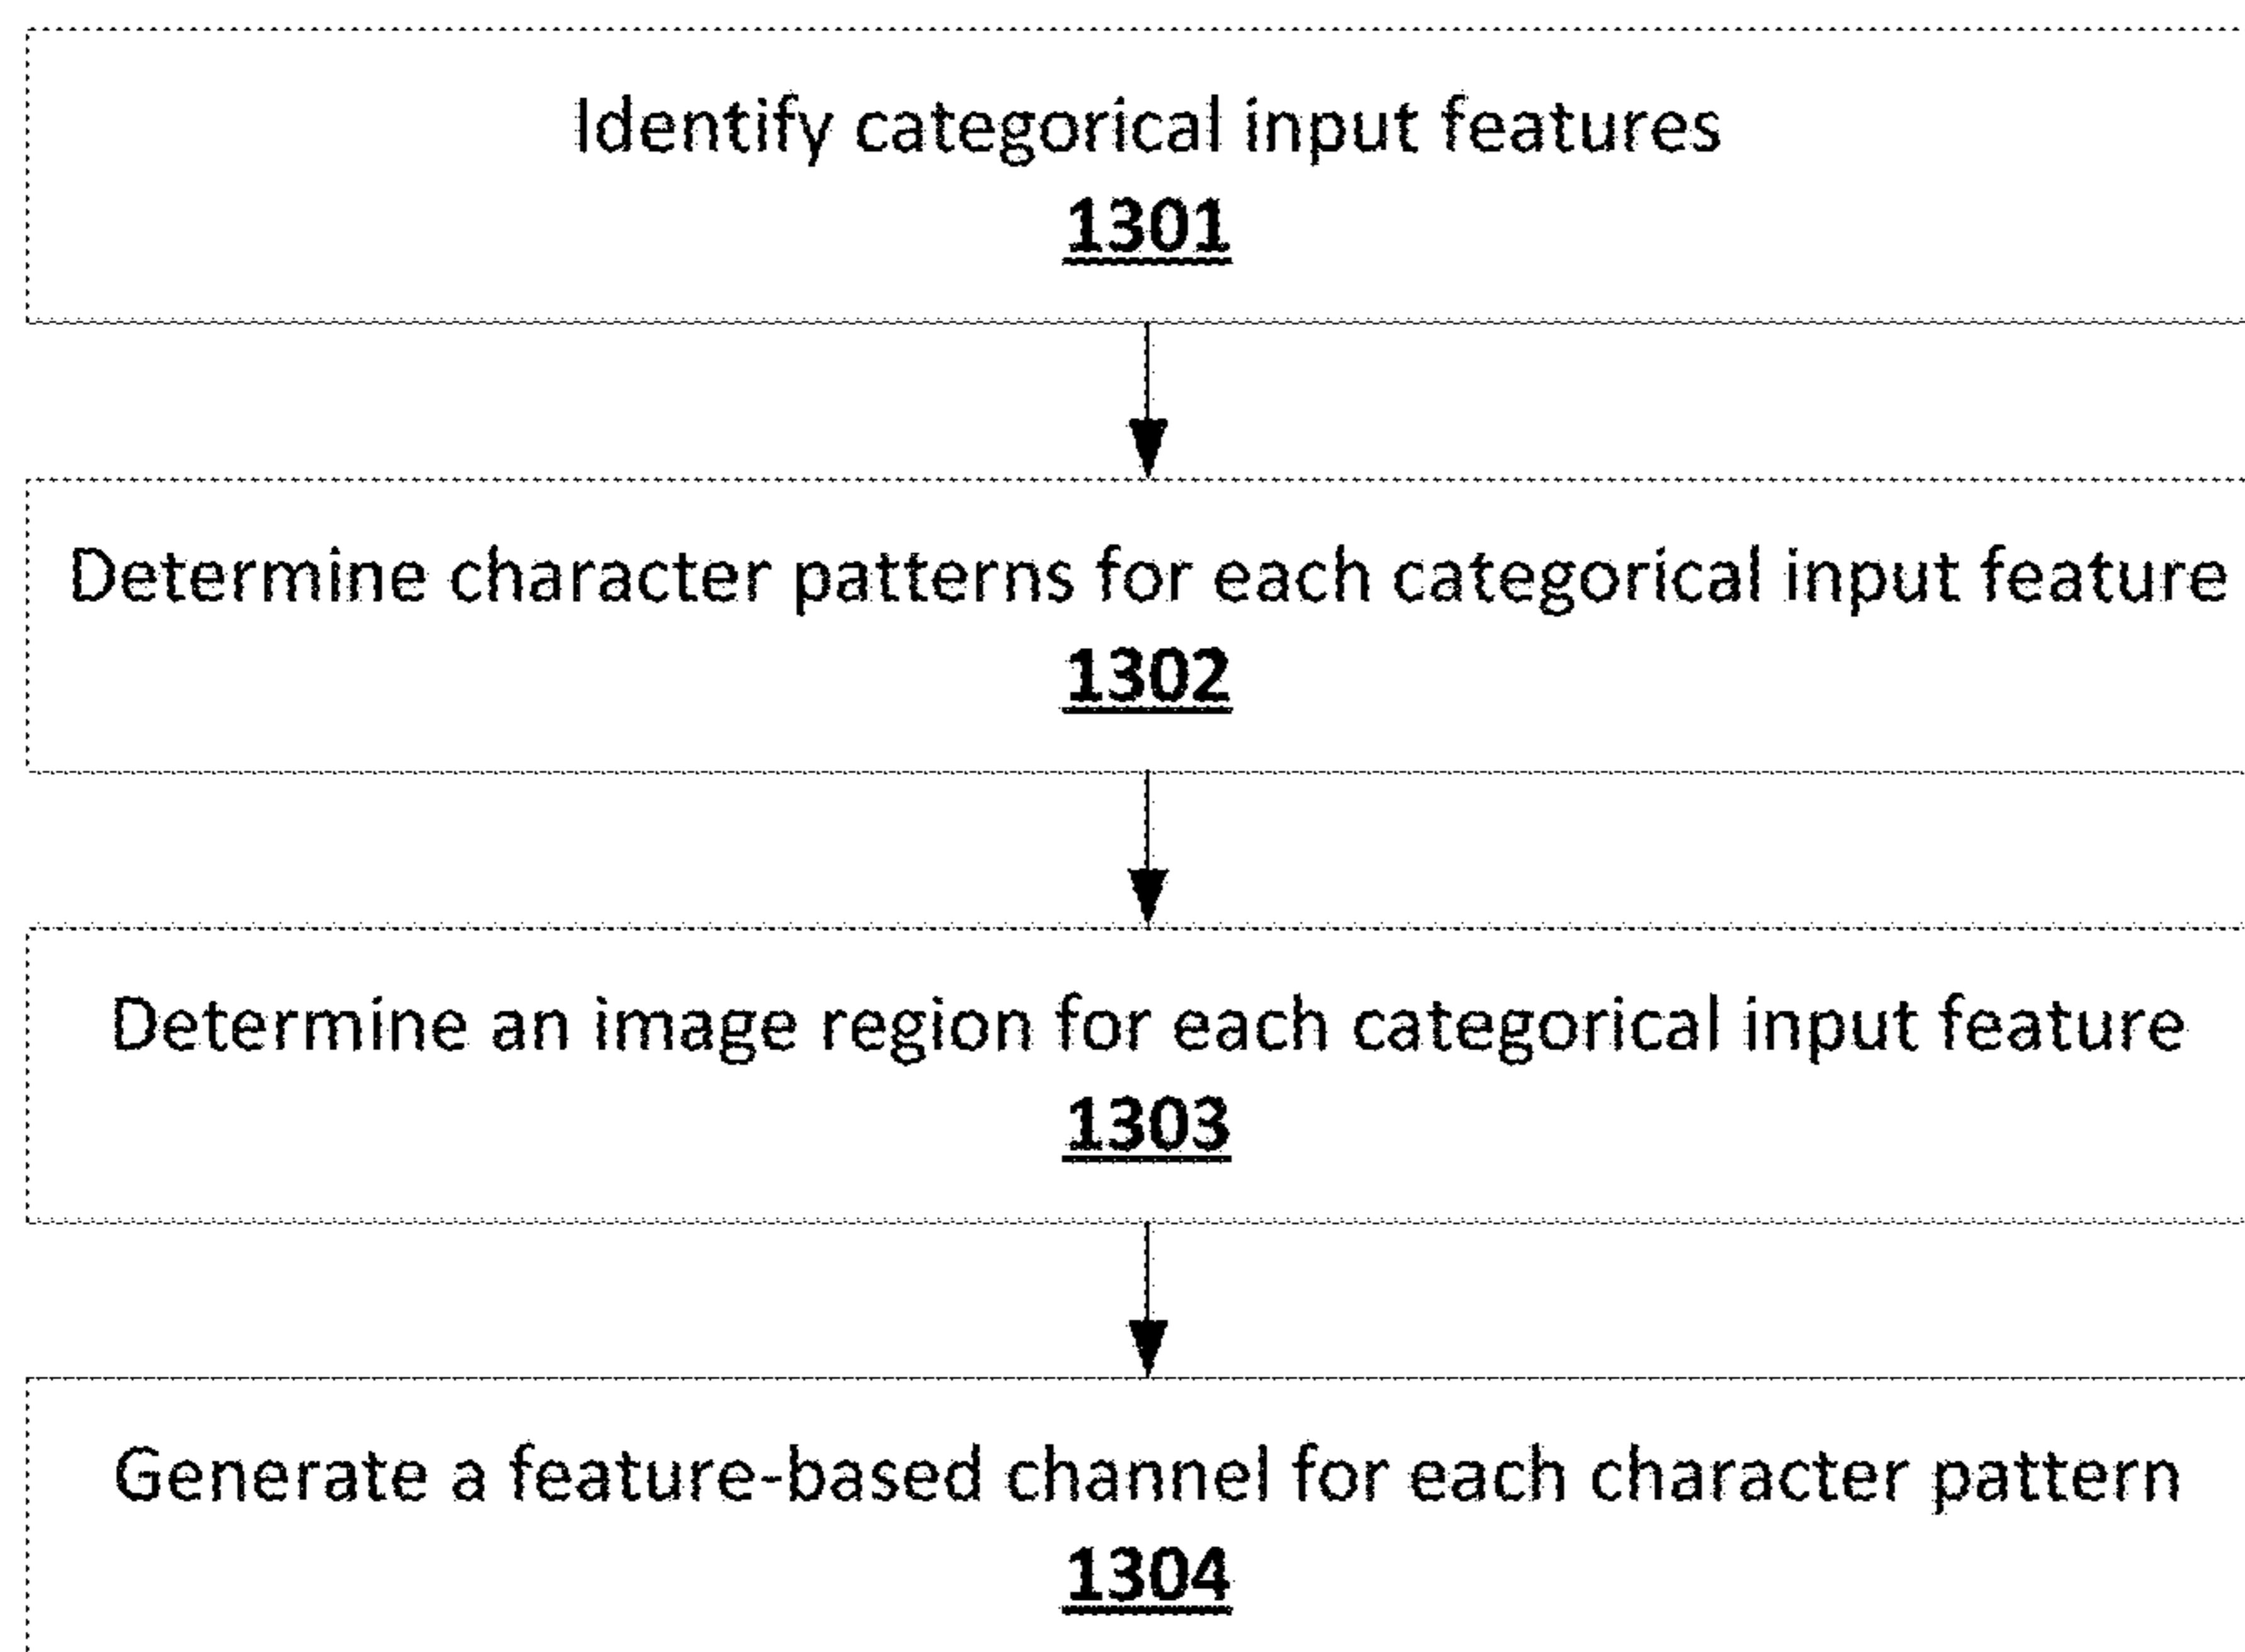 Identify categorical input features
1301
Determine character patterns for each categorical input feature
1302
Determine an image region for each categorical input feature
1303
Generate a feature-based channel for each character pattern
1304